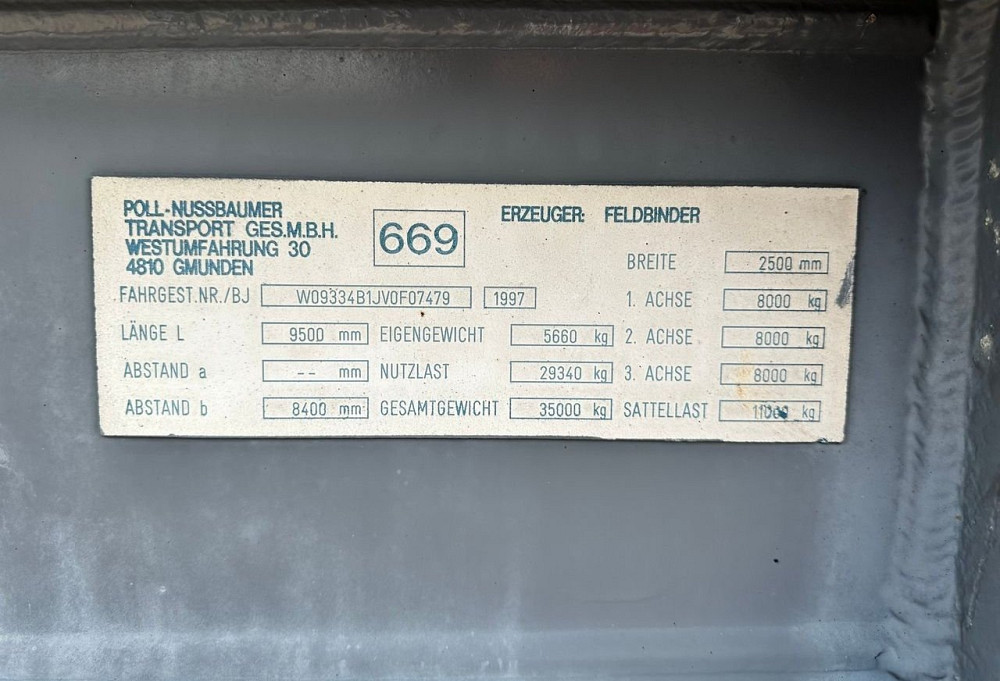 POLL-NUSSBAUMER
TRANSPORT GES.M.B.H.
WESTUMFAHRUNG 30
4810 GMUNDEN
669
ERZEUGER: FELDBINDER
BREITE 2500 mm
FAHRGEST.NR./BJ W09334B1JV0F07479 1997 1. ACHSE 8000 kg
LÄNGE L 9500 mm EIGENGEWICHT 5660 kg 2. ACHSE 8000 kg
ABSTAND a -- mm NUTZLAST 29340 kg 3. ACHSE 8000 kg
ABSTAND b 8400 mm GESAMTGEWICHT 35000 kg SATTELLAST 11000 kg